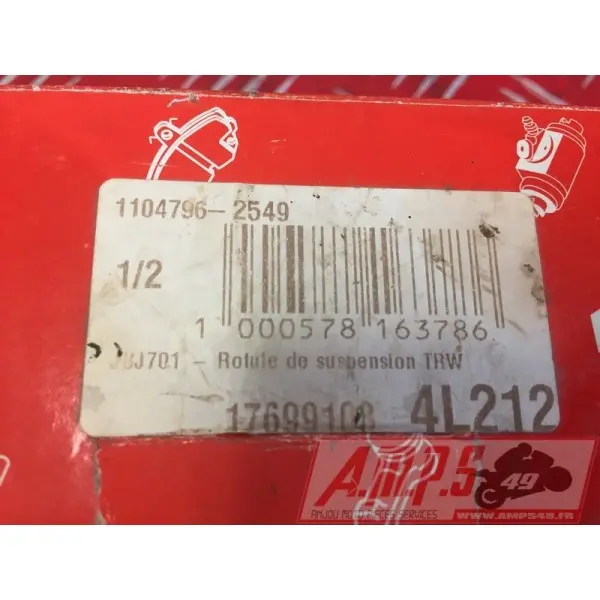 1104796-2549
1/2
1 000578 163786
JBJ701 - Rotule de suspension TRW
17699108 4L212
A.M.P.S 49
ANJOU MOTO PIECES SERVICES
WWW.AMPS49.FR